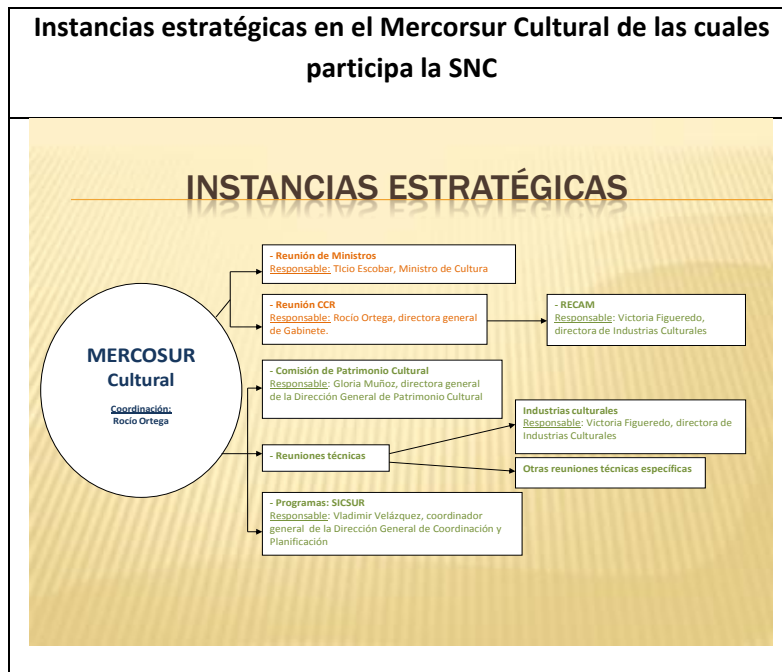 Instancias estratégicas en el Mercorsur Cultural de las cuales
participa la SNC
INSTANCIAS ESTRATÉGICAS
- Reunión de Ministros
Responsable: TIcio Escobar, Ministro de Cultura
- Reunión CCR
Responsable: Rocío Ortega, directora general
de Gabinete.
- RECAM
Responsable: Victoria Figueredo,
directora de Industrias Culturales
MERCOSUR
Cultural
Coordinación:
Rocío Ortega
- Comisión de Patrimonio Cultural
Responsable: Gloria Muñoz, directora general
de la Dirección General de Patrimonio Cultural
Industrias culturales
Responsable: Victoria Figueredo, directora de
Industrias Culturales
- Reuniones técnicas
Otras reuniones técnicas específicas
- Programas: SICSUR
Responsable: Vladimir Velázquez, coordinador
general de la Dirección General de Coordinación y
Planificación